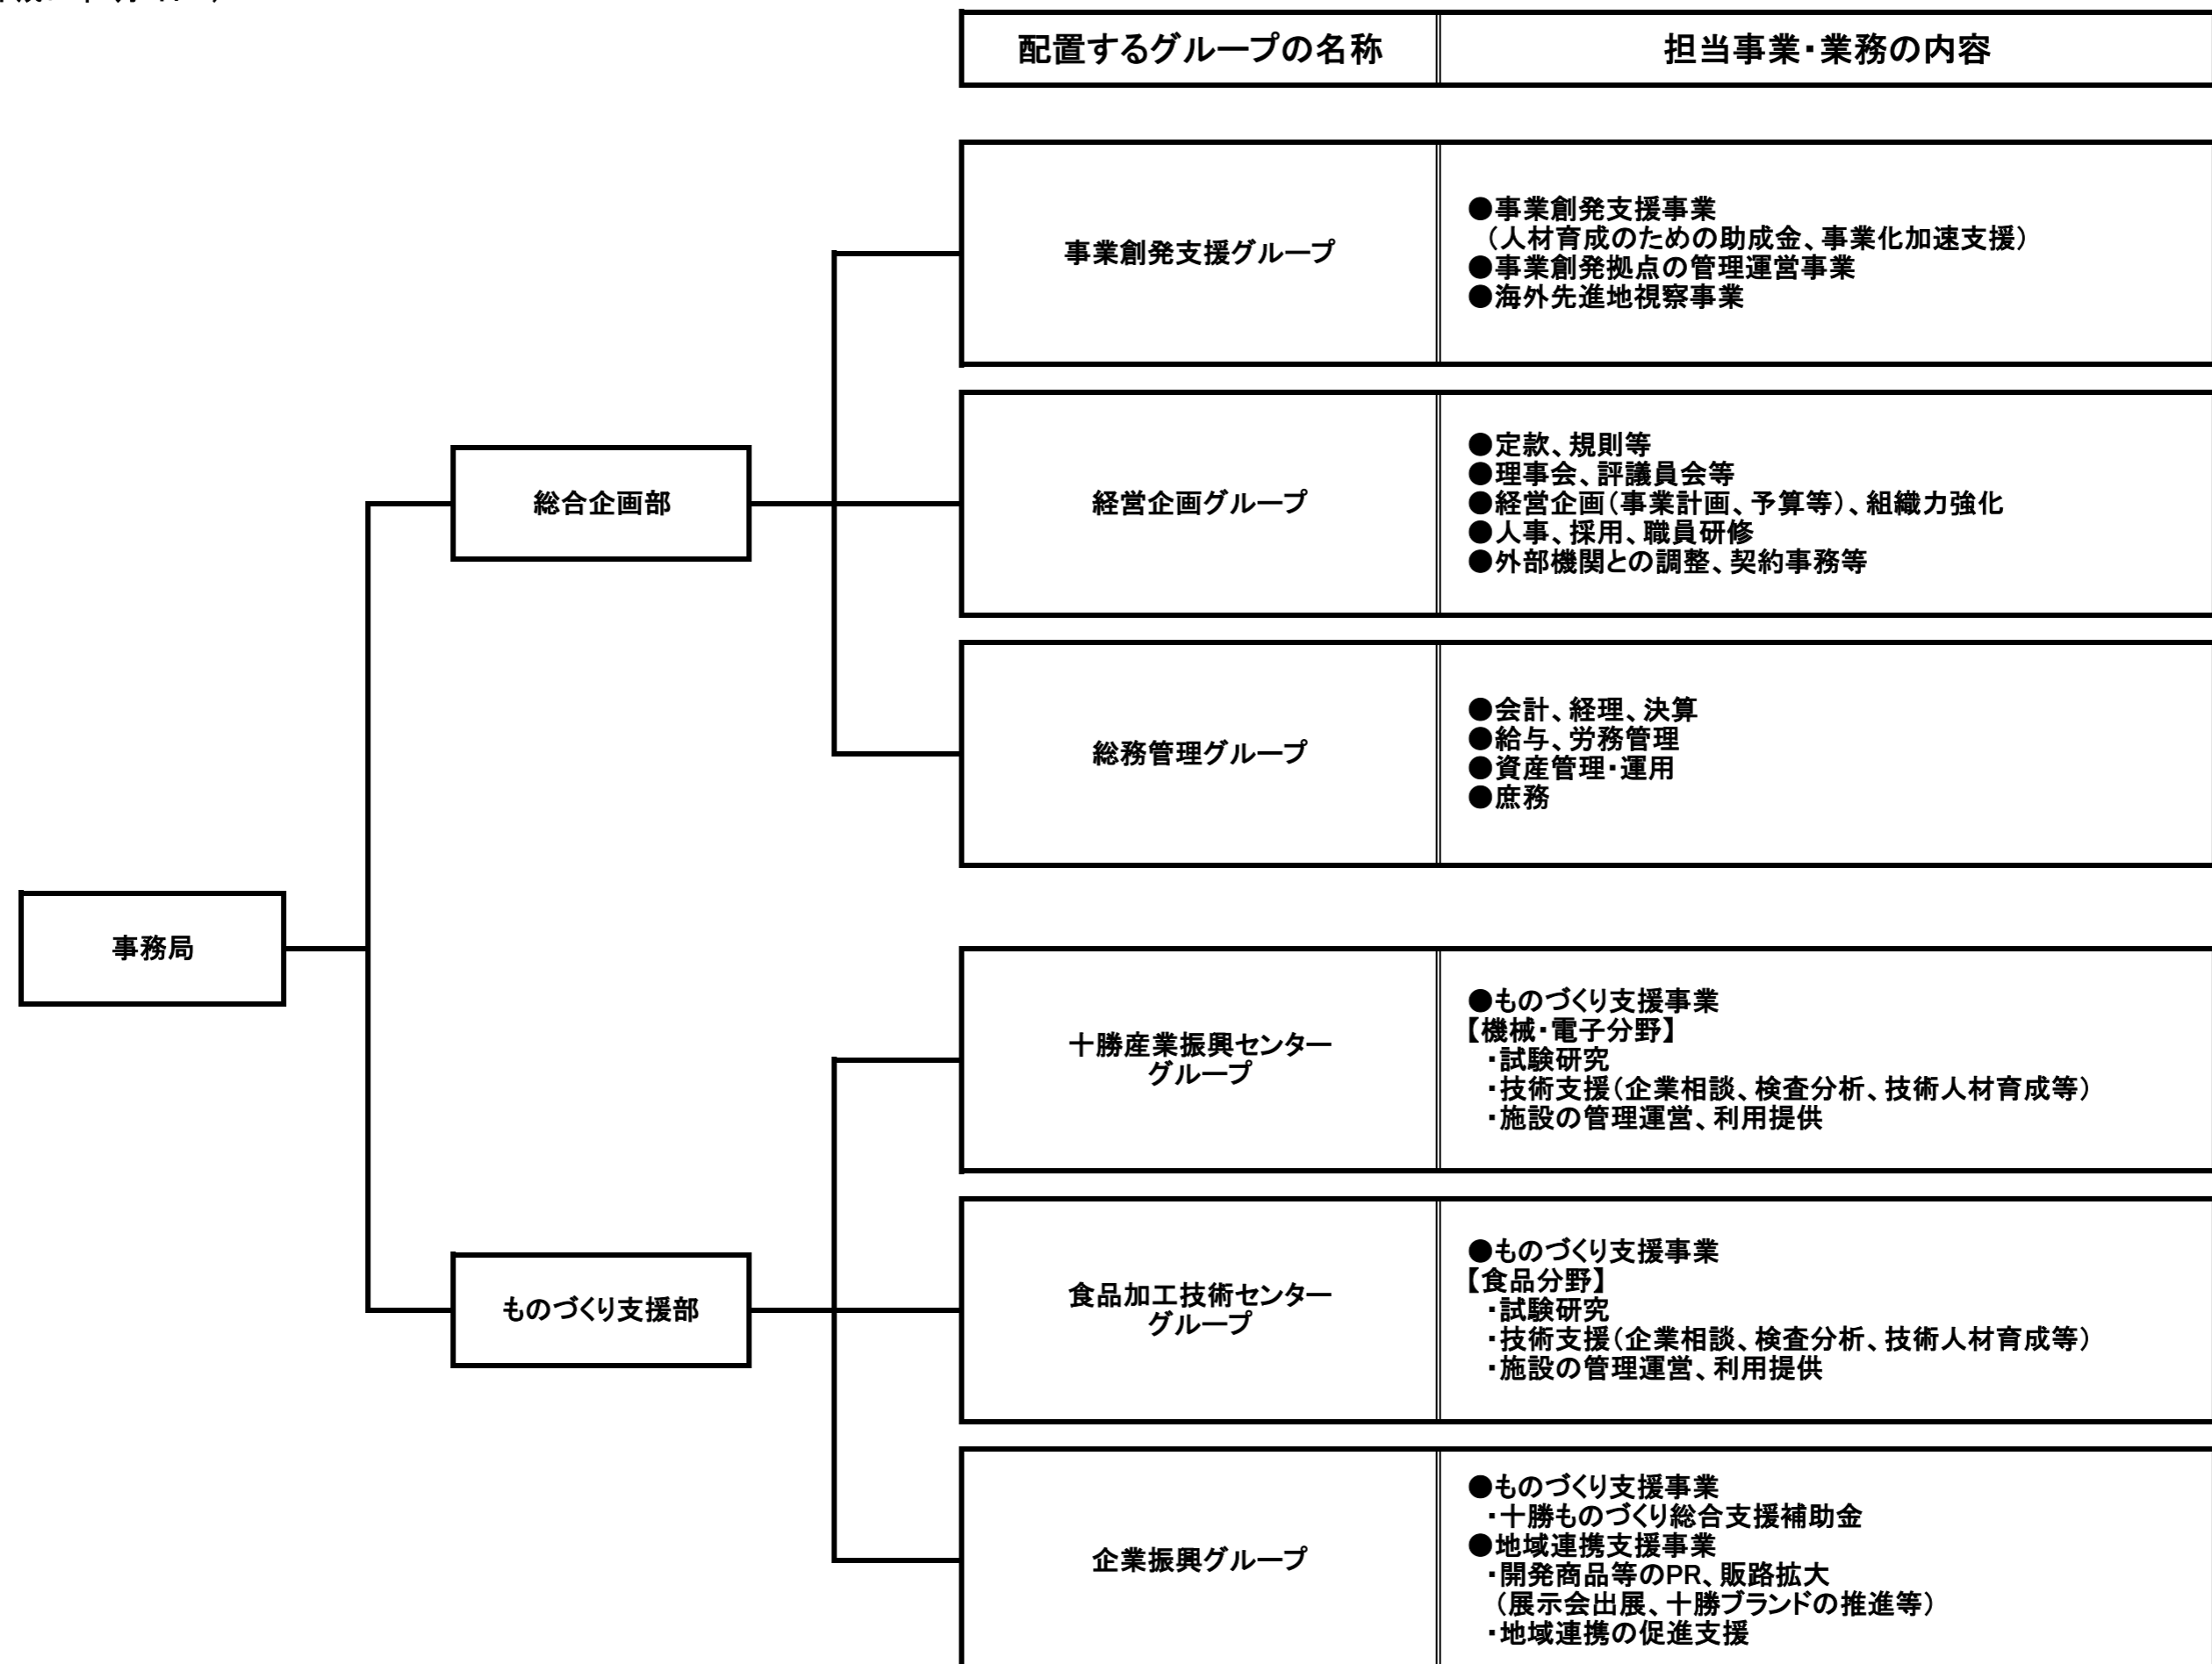 配置するグループの名称
担当事業・業務の内容
事業創発支援グループ
●事業創発支援事業
（人材育成のための助成金、事業化加速支援）
●事業創発拠点の管理運営事業
●海外先進地視察事業
総合企画部
経営企画グループ
●定款、規則等
●理事会、評議員会等
●経営企画（事業計画、予算等）、組織力強化
●人事、採用、職員研修
●外部機関との調整、契約事務等
総務管理グループ
●会計、経理、決算
●給与、労務管理
●資産管理・運用
●庶務
事務局
十勝産業振興センター
グループ
●ものづくり支援事業
【機械・電子分野】
・試験研究
・技術支援（企業相談、検査分析、技術人材育成等）
・施設の管理運営、利用提供
ものづくり支援部
食品加工技術センター
グループ
●ものづくり支援事業
【食品分野】
・試験研究
・技術支援（企業相談、検査分析、技術人材育成等）
・施設の管理運営、利用提供
企業振興グループ
●ものづくり支援事業
・十勝ものづくり総合支援補助金
●地域連携支援事業
・開発商品等のPR、販路拡大
（展示会出展、十勝ブランドの推進等）
・地域連携の促進支援